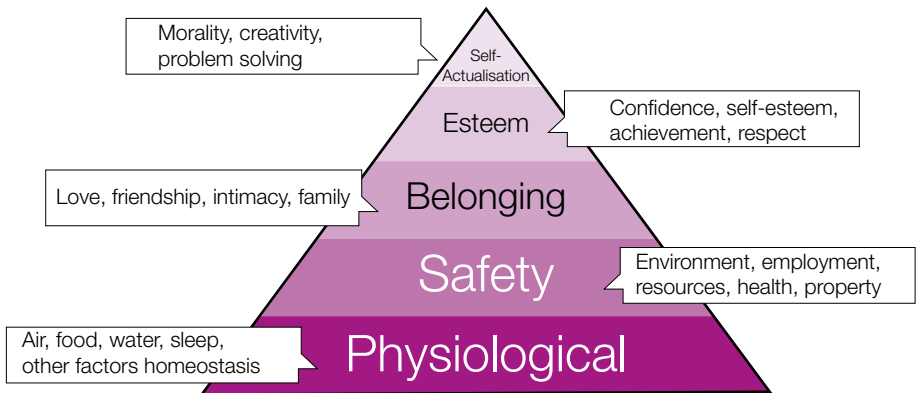 Morality, creativity,
problem solving
Self-
Actualisation
Esteem
Confidence, self-esteem,
achievement, respect
Love, friendship, intimacy, family
Belonging
Safety
Environment, employment,
resources, health, property
Air, food, water, sleep,
other factors homeostasis
Physiological